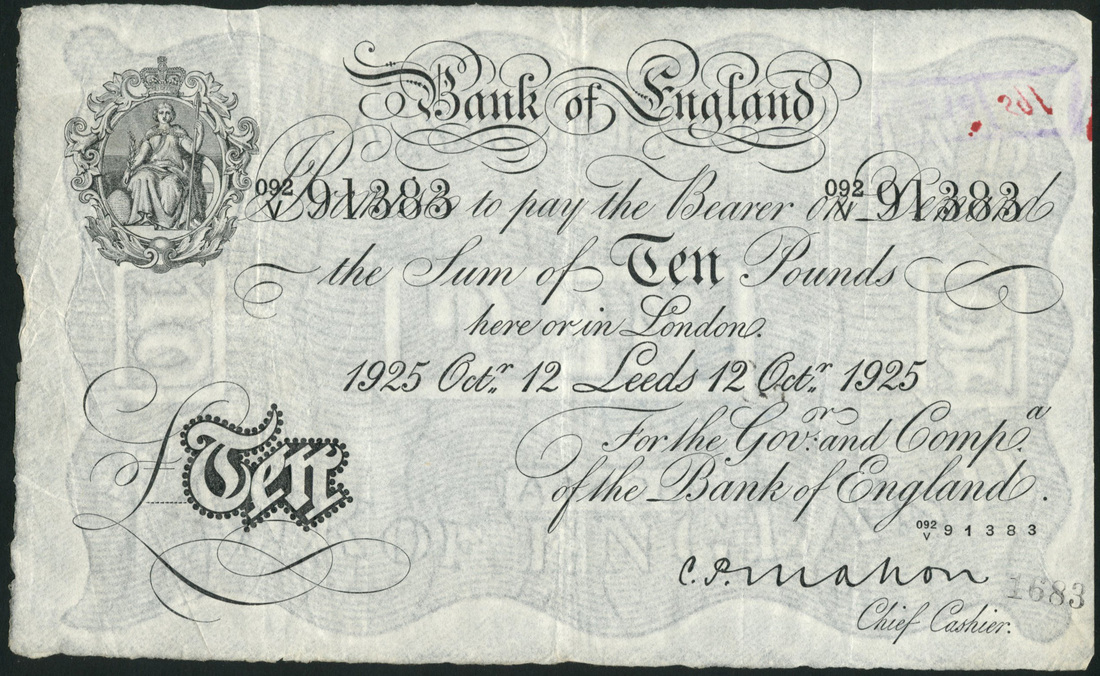 Bank of England
092/V 91383 to pay the Bearer on Demand 092/V 91383
the Sum of Ten Pounds
here or in London.
1925 Octr. 12 Leeds 12 Octr. 1925
For the Govr. and Compa.
of the Bank of England.
£Ten
092/V 91383
C. P. Mahon
1683
Chief Cashier.